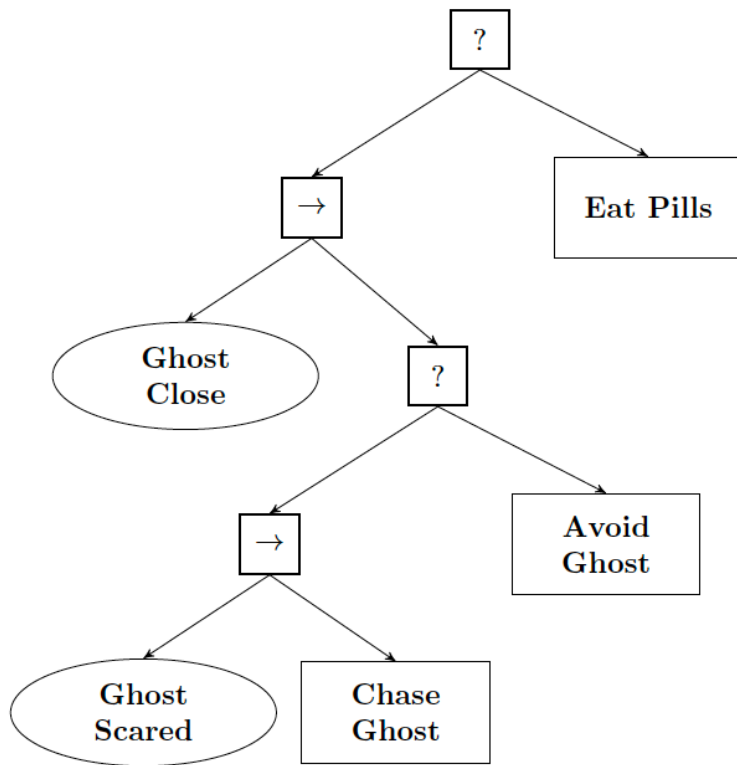 ?
→
Eat Pills
Ghost
Close
?
→
Avoid
Ghost
Ghost
Scared
Chase
Ghost